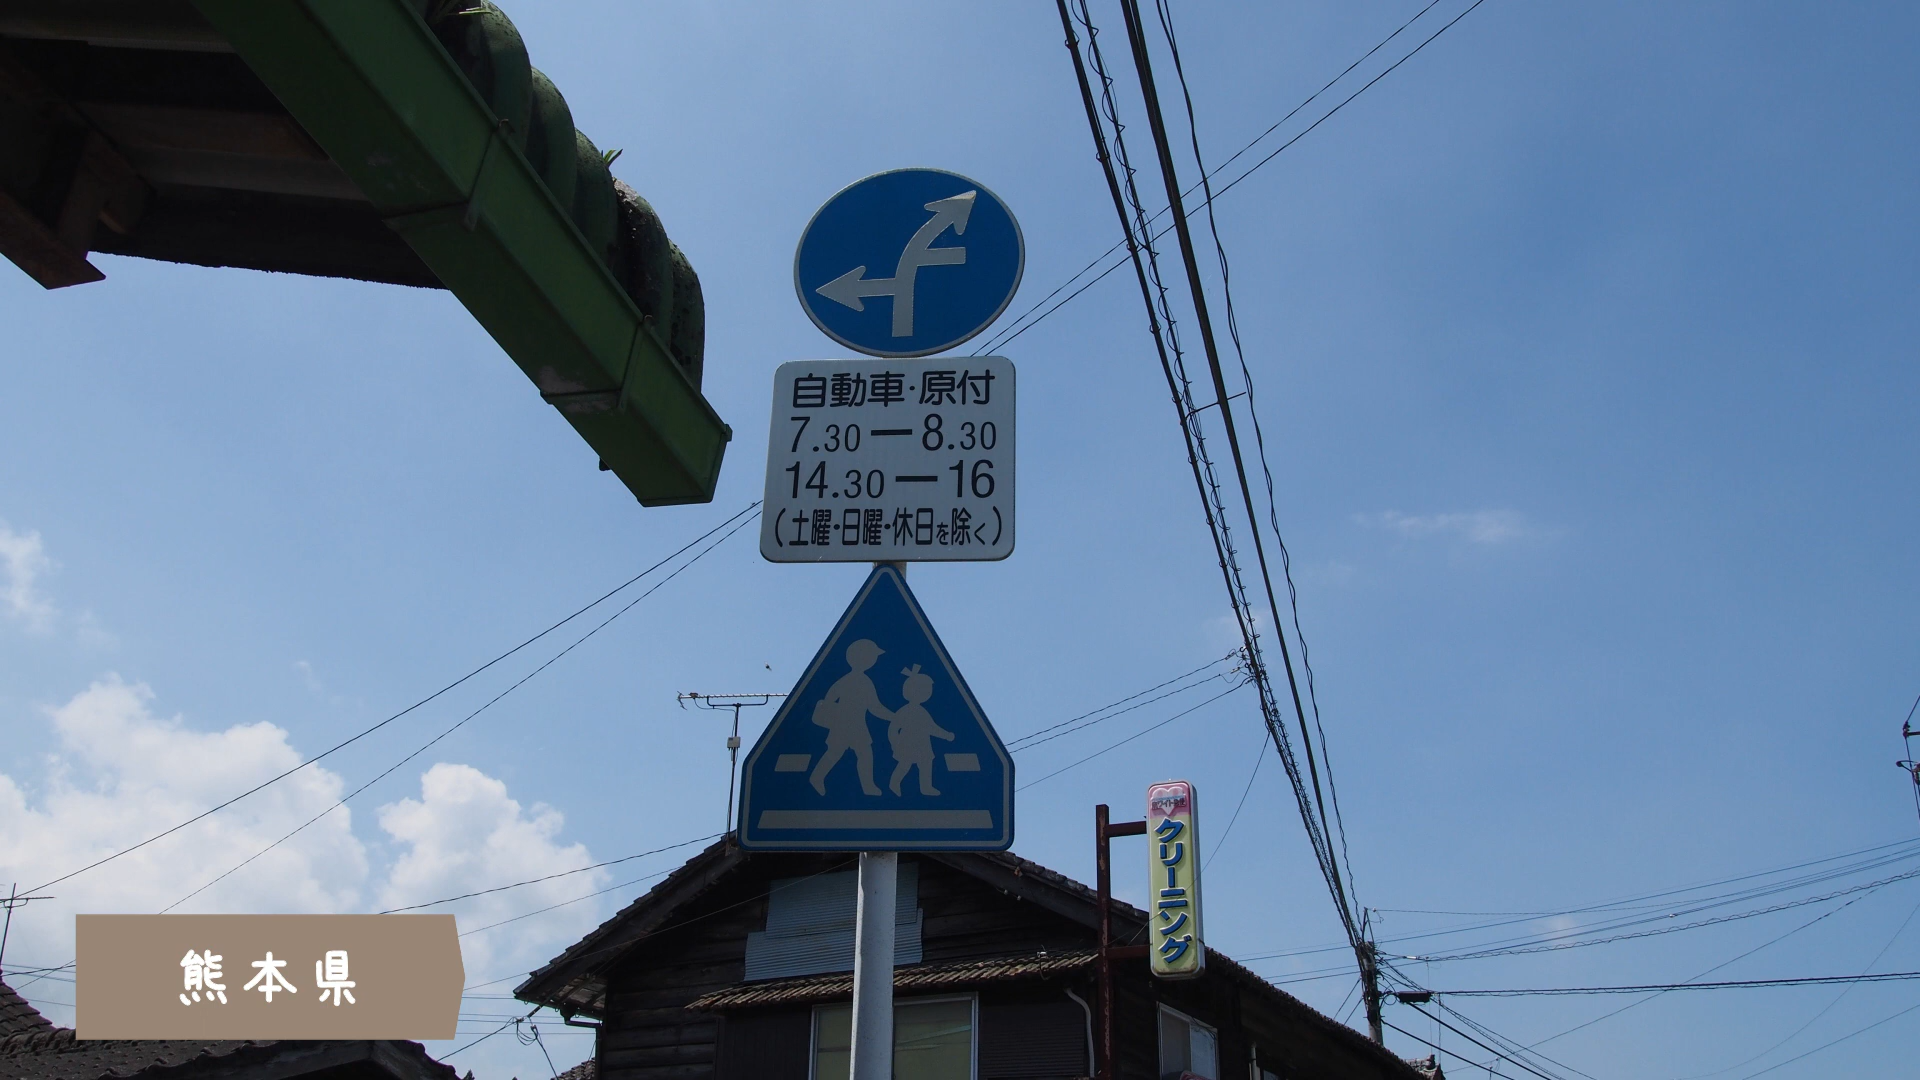 自動車・原付
7.30ー8.30
14.30ー16
(土曜・日曜・休日を除く)
クリーニング
熊本県